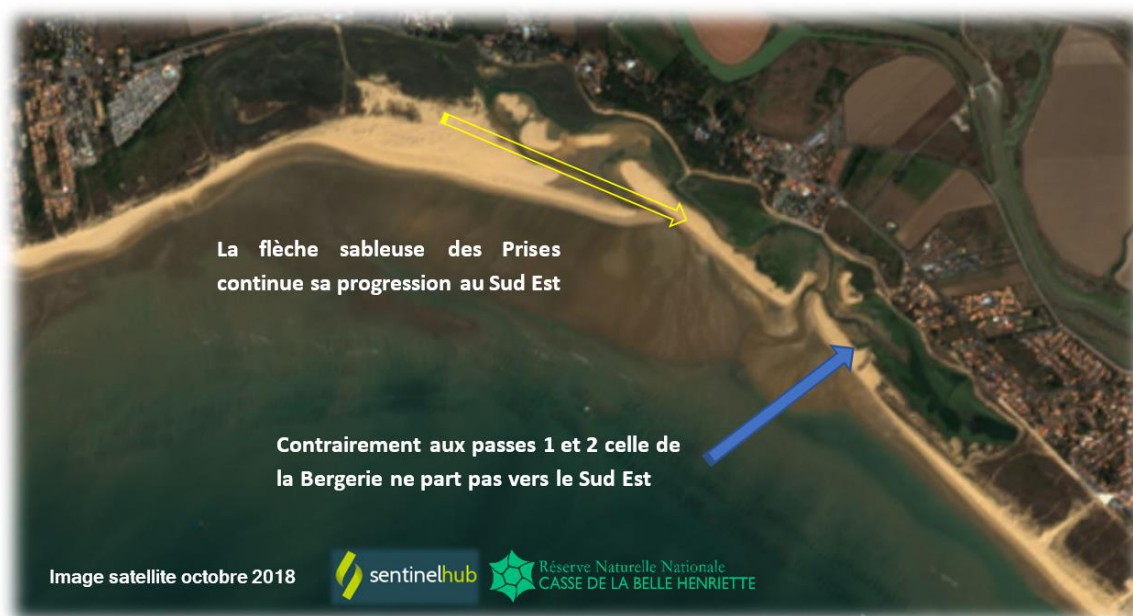 La flèche sableuse des Prises
continue sa progression au Sud Est
Contrairement aux passes 1 et 2 celle de
la Bergerie ne part pas vers le Sud Est
Image satellite octobre 2018
sentinelhub
Réserve Naturelle Nationale
CASSE DE LA BELLE HENRIETTE